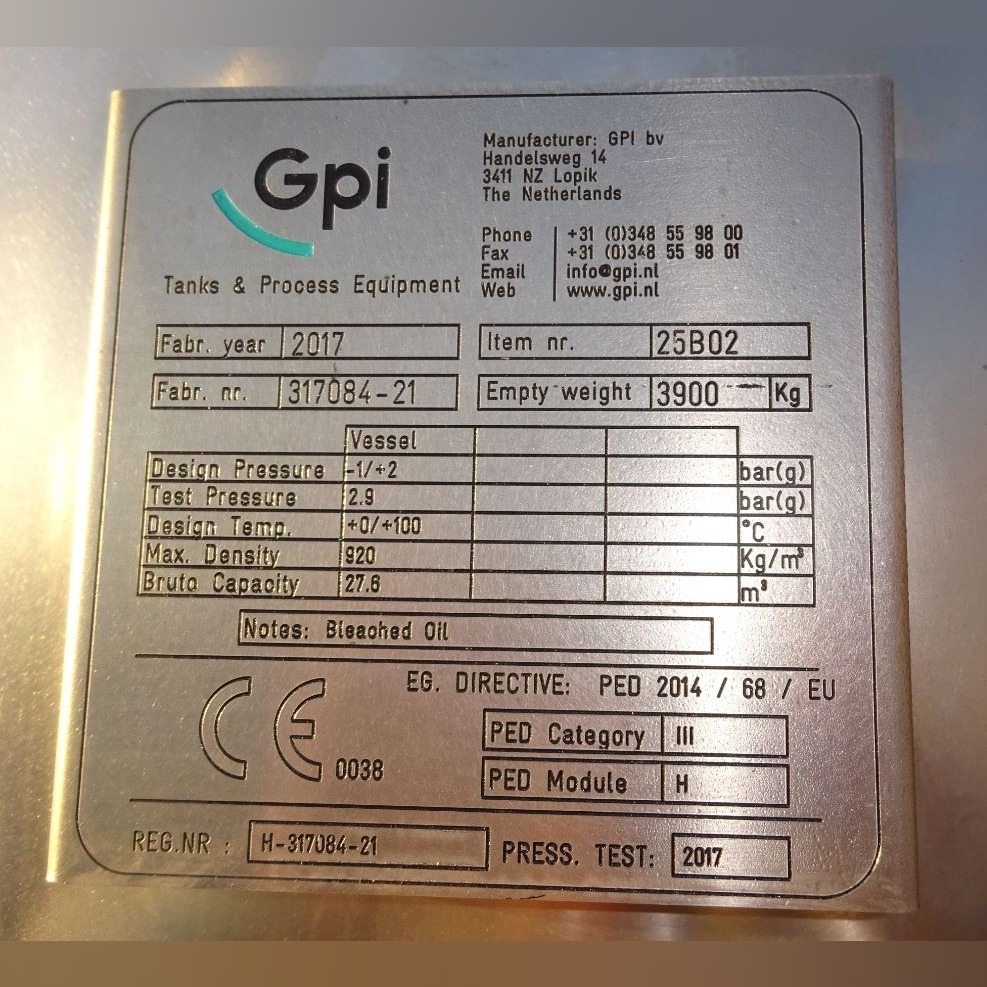 Gpi
Tanks & Process Equipment
Manufacturer: GPI bv
Handelsweg 14
3411 NZ Lopik
The Netherlands
Phone +31 (0)348 55 98 00
Fax +31 (0)348 55 98 01
Email info@gpi.nl
Web www.gpi.nl
Fabr. year 2017
Item nr. 25B02
Fabr. nr. 317084-21
Empty weight 3900 Kg
Vessel
Design Pressure -1/+2 bar(g)
Test Pressure 2.9 bar(g)
Design Temp. +0/+100 °C
Max. Density 920 Kg/m³
Bruto Capacity 27.6 m³
Notes: Bleached Oil
EG. DIRECTIVE: PED 2014 / 68 / EU
CE 0038
PED Category III
PED Module H
REG.NR : H-317084-21
PRESS. TEST: 2017